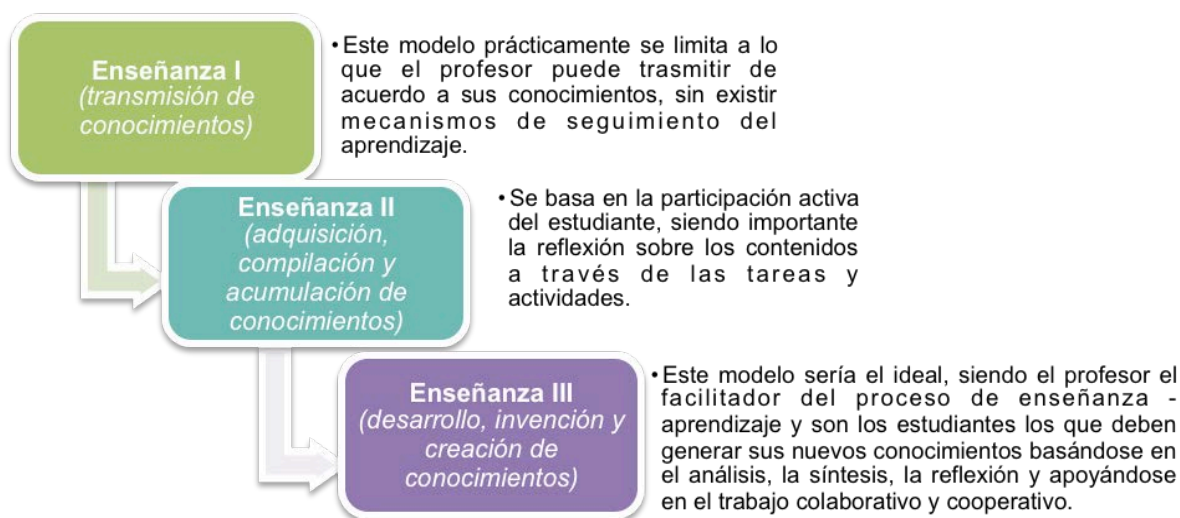 Enseñanza I
(transmisión de
conocimientos)
• Este modelo prácticamente se limita a lo
que el profesor puede trasmitir de
acuerdo a sus conocimientos, sin existir
mecanismos de seguimiento del
aprendizaje.
Enseñanza II
(adquisición,
compilación y
acumulación de
conocimientos)
• Se basa en la participación activa
del estudiante, siendo importante
la reflexión sobre los contenidos
a través de las tareas y
actividades.
Enseñanza III
(desarrollo, invención y
creación de
conocimientos)
• Este modelo sería el ideal, siendo el profesor el
facilitador del proceso de enseñanza -
aprendizaje y son los estudiantes los que deben
generar sus nuevos conocimientos basándose en
el análisis, la síntesis, la reflexión y apoyándose
en el trabajo colaborativo y cooperativo.